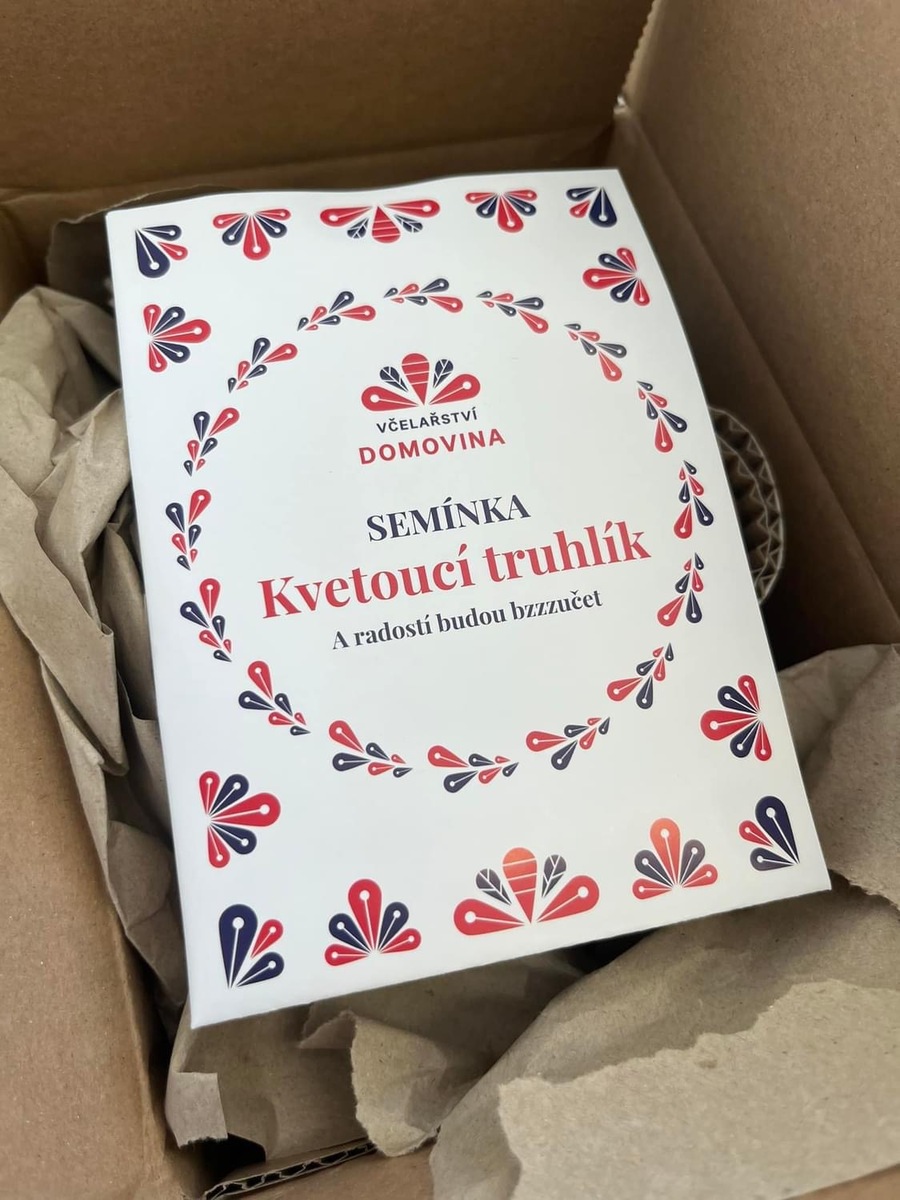 VČELAŘSTVÍ
DOMOVINA
SEMÍNKA
Kvetoucí truhlík
A radostí budou bzzzučet